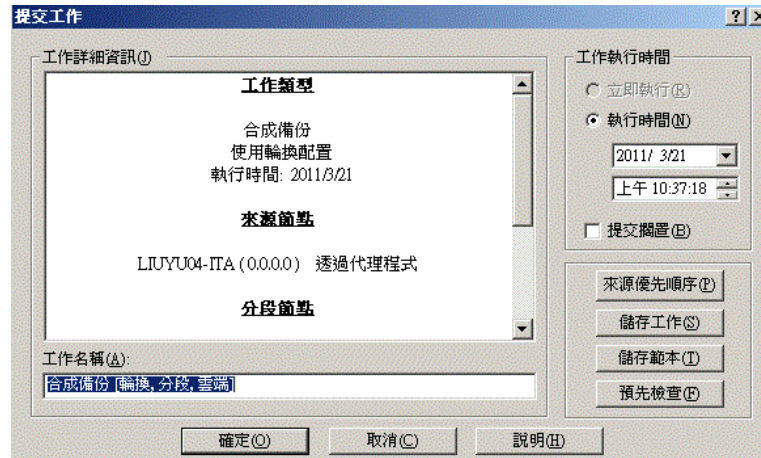 提交工作
工作詳細資訊(J)
工作類型
合成備份
使用輪換配置
執行時間: 2011/3/21
來源節點
LIUYU04-ITA (0.0.0.0) 透過代理程式
分段節點
工作名稱(A):
合成備份 [輪換, 分段, 雲端]
工作執行時間
立即執行(R)
執行時間(N)
2011/ 3/21
上午 10:37:18
提交擱置(B)
來源優先順序(P)
儲存工作(S)
儲存範本(T)
預先檢查(F)
確定(O)
取消(C)
說明(H)